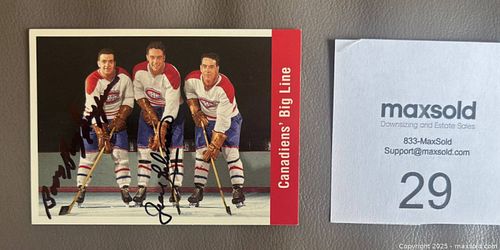 Canadiens' Big Line
maxsold
Downsizing and Estate Sales
833-MaxSold
Support@maxsold.com
29
Copyright 2025 - maxsold.com